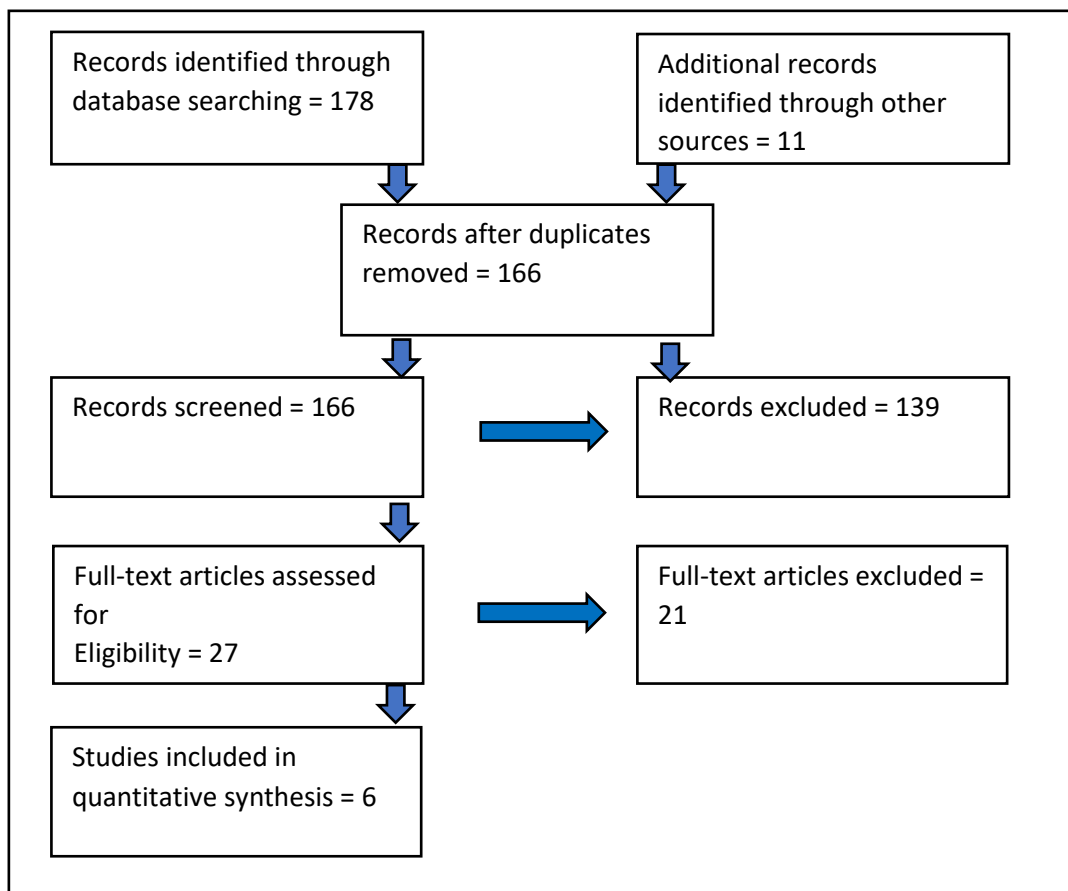 Records identified through
database searching = 178
Additional records
identified through other
sources = 11
Records after duplicates
removed = 166
Records screened = 166
Records excluded = 139
Full-text articles assessed
for
Eligibility = 27
Full-text articles excluded =
21
Studies included in
quantitative synthesis = 6